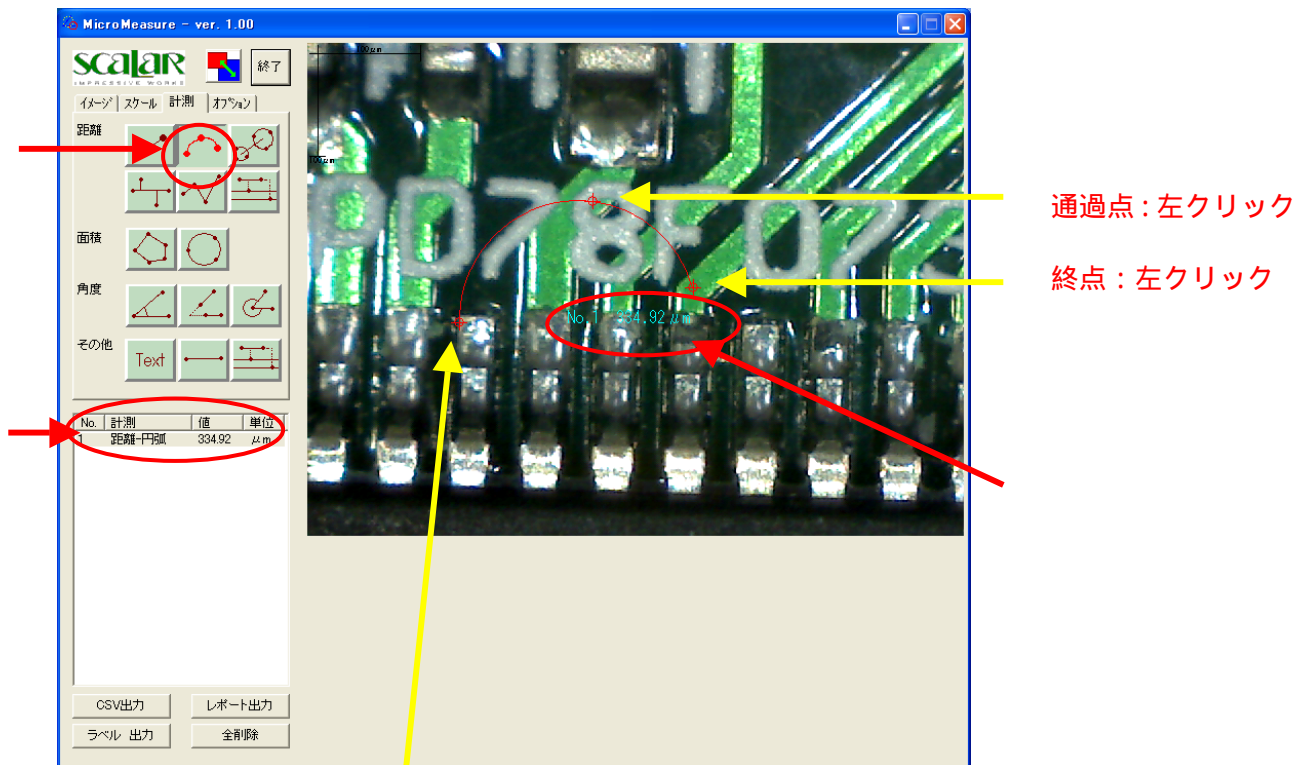 MicroMeasure - ver. 1.00
scalar
IMPRESSIVE WORKS
終了
イメージ スケール 計測 オプション
距離
面積
角度
その他
Text
No. 計測 値 単位
1 距離-円弧 334.92 μm
CSV出力 レポート出力
ラベル 出力 全削除
100μm
100μm
PD78F0
No.1 334.92μm
通過点:左クリック
終点:左クリック